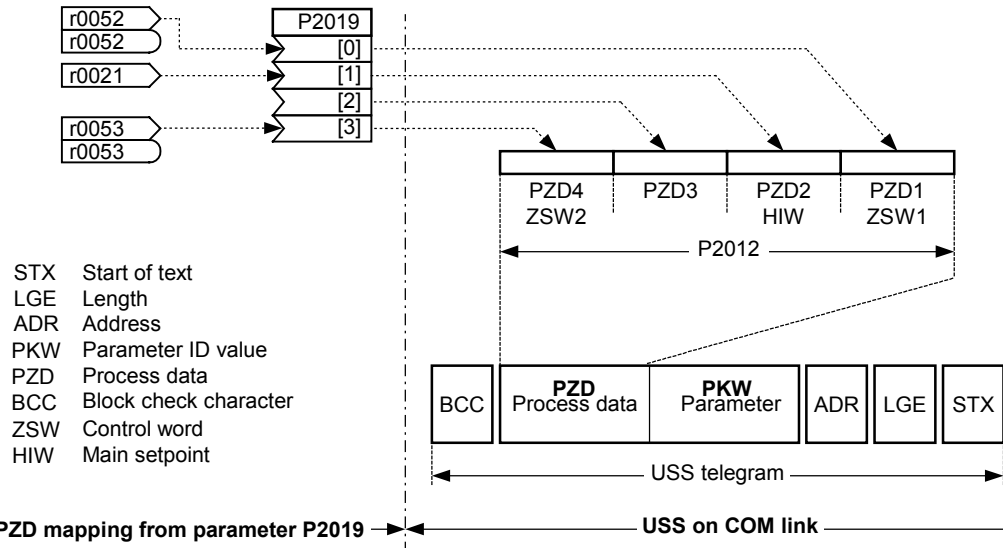 r0052
r0052
r0021
r0053
r0053
P2019
[0]
[1]
[2]
[3]
PZD4
ZSW2
PZD3
PZD2
HIW
PZD1
ZSW1
P2012
STX Start of text
LGE Length
ADR Address
PKW Parameter ID value
PZD Process data
BCC Block check character
ZSW Control word
HIW Main setpoint
BCC
PZD
Process data
PKW
Parameter
ADR
LGE
STX
USS telegram
PZD mapping from parameter P2019
USS on COM link